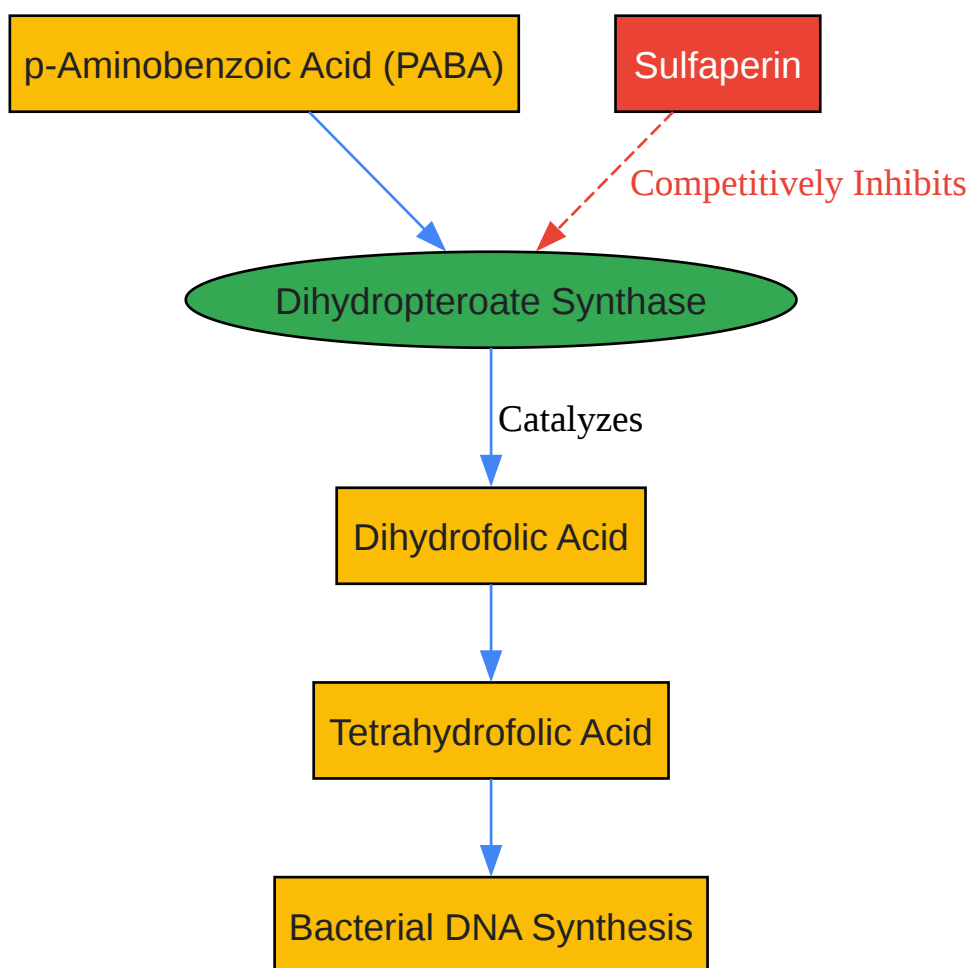 p-Aminobenzoic Acid (PABA)
Sulfaperin
Competitively Inhibits
Dihydropteroate Synthase
Catalyzes
Dihydrofolic Acid
Tetrahydrofolic Acid
Bacterial DNA Synthesis